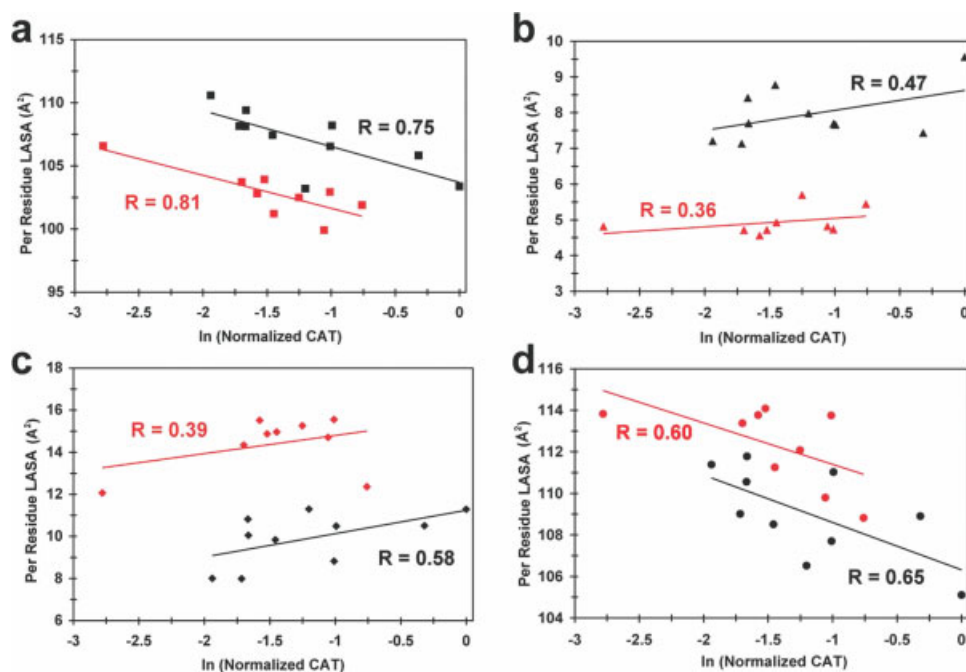 a
115
110
105
100
95
Per Residue LASA (Å²)
R = 0.75
R = 0.81
-3 -2.5 -2 -1.5 -1 -0.5 0
ln (Normalized CAT)
b
10
9
8
7
6
5
4
3
Per Residue LASA (Å²)
R = 0.47
R = 0.36
-3 -2.5 -2 -1.5 -1 -0.5 0
ln (Normalized CAT)
c
18
16
14
12
10
8
6
Per Residue LASA (Å²)
R = 0.39
R = 0.58
-3 -2.5 -2 -1.5 -1 -0.5 0
ln (Normalized CAT)
d
116
114
112
110
108
106
104
Per Residue LASA (Å²)
R = 0.60
R = 0.65
-3 -2.5 -2 -1.5 -1 -0.5 0
ln (Normalized CAT)